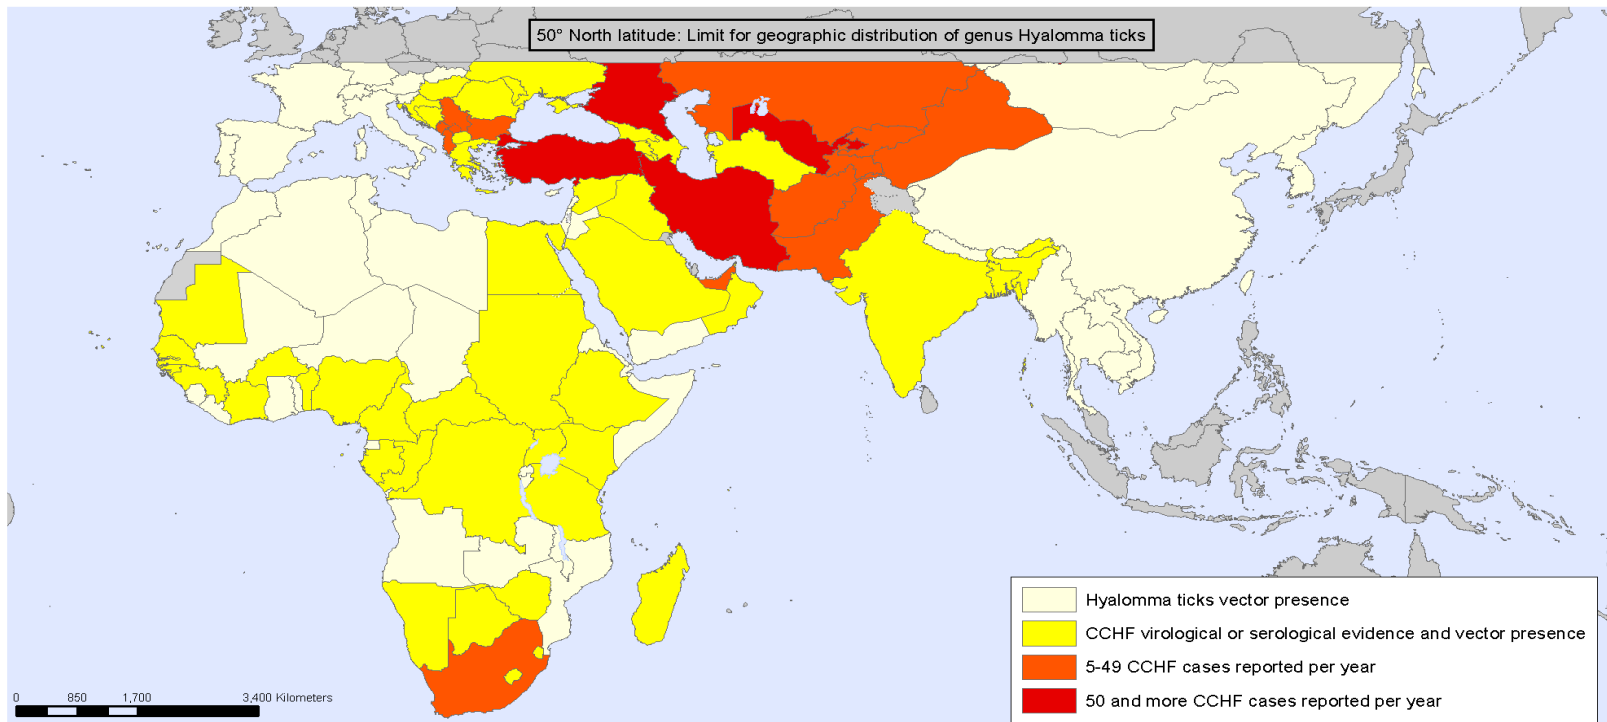 50° North latitude: Limit for geographic distribution of genus Hyalomma ticks
Hyalomma ticks vector presence
CCHF virological or serological evidence and vector presence
5-49 CCHF cases reported per year
50 and more CCHF cases reported per year
0 850 1,700 3,400 Kilometers